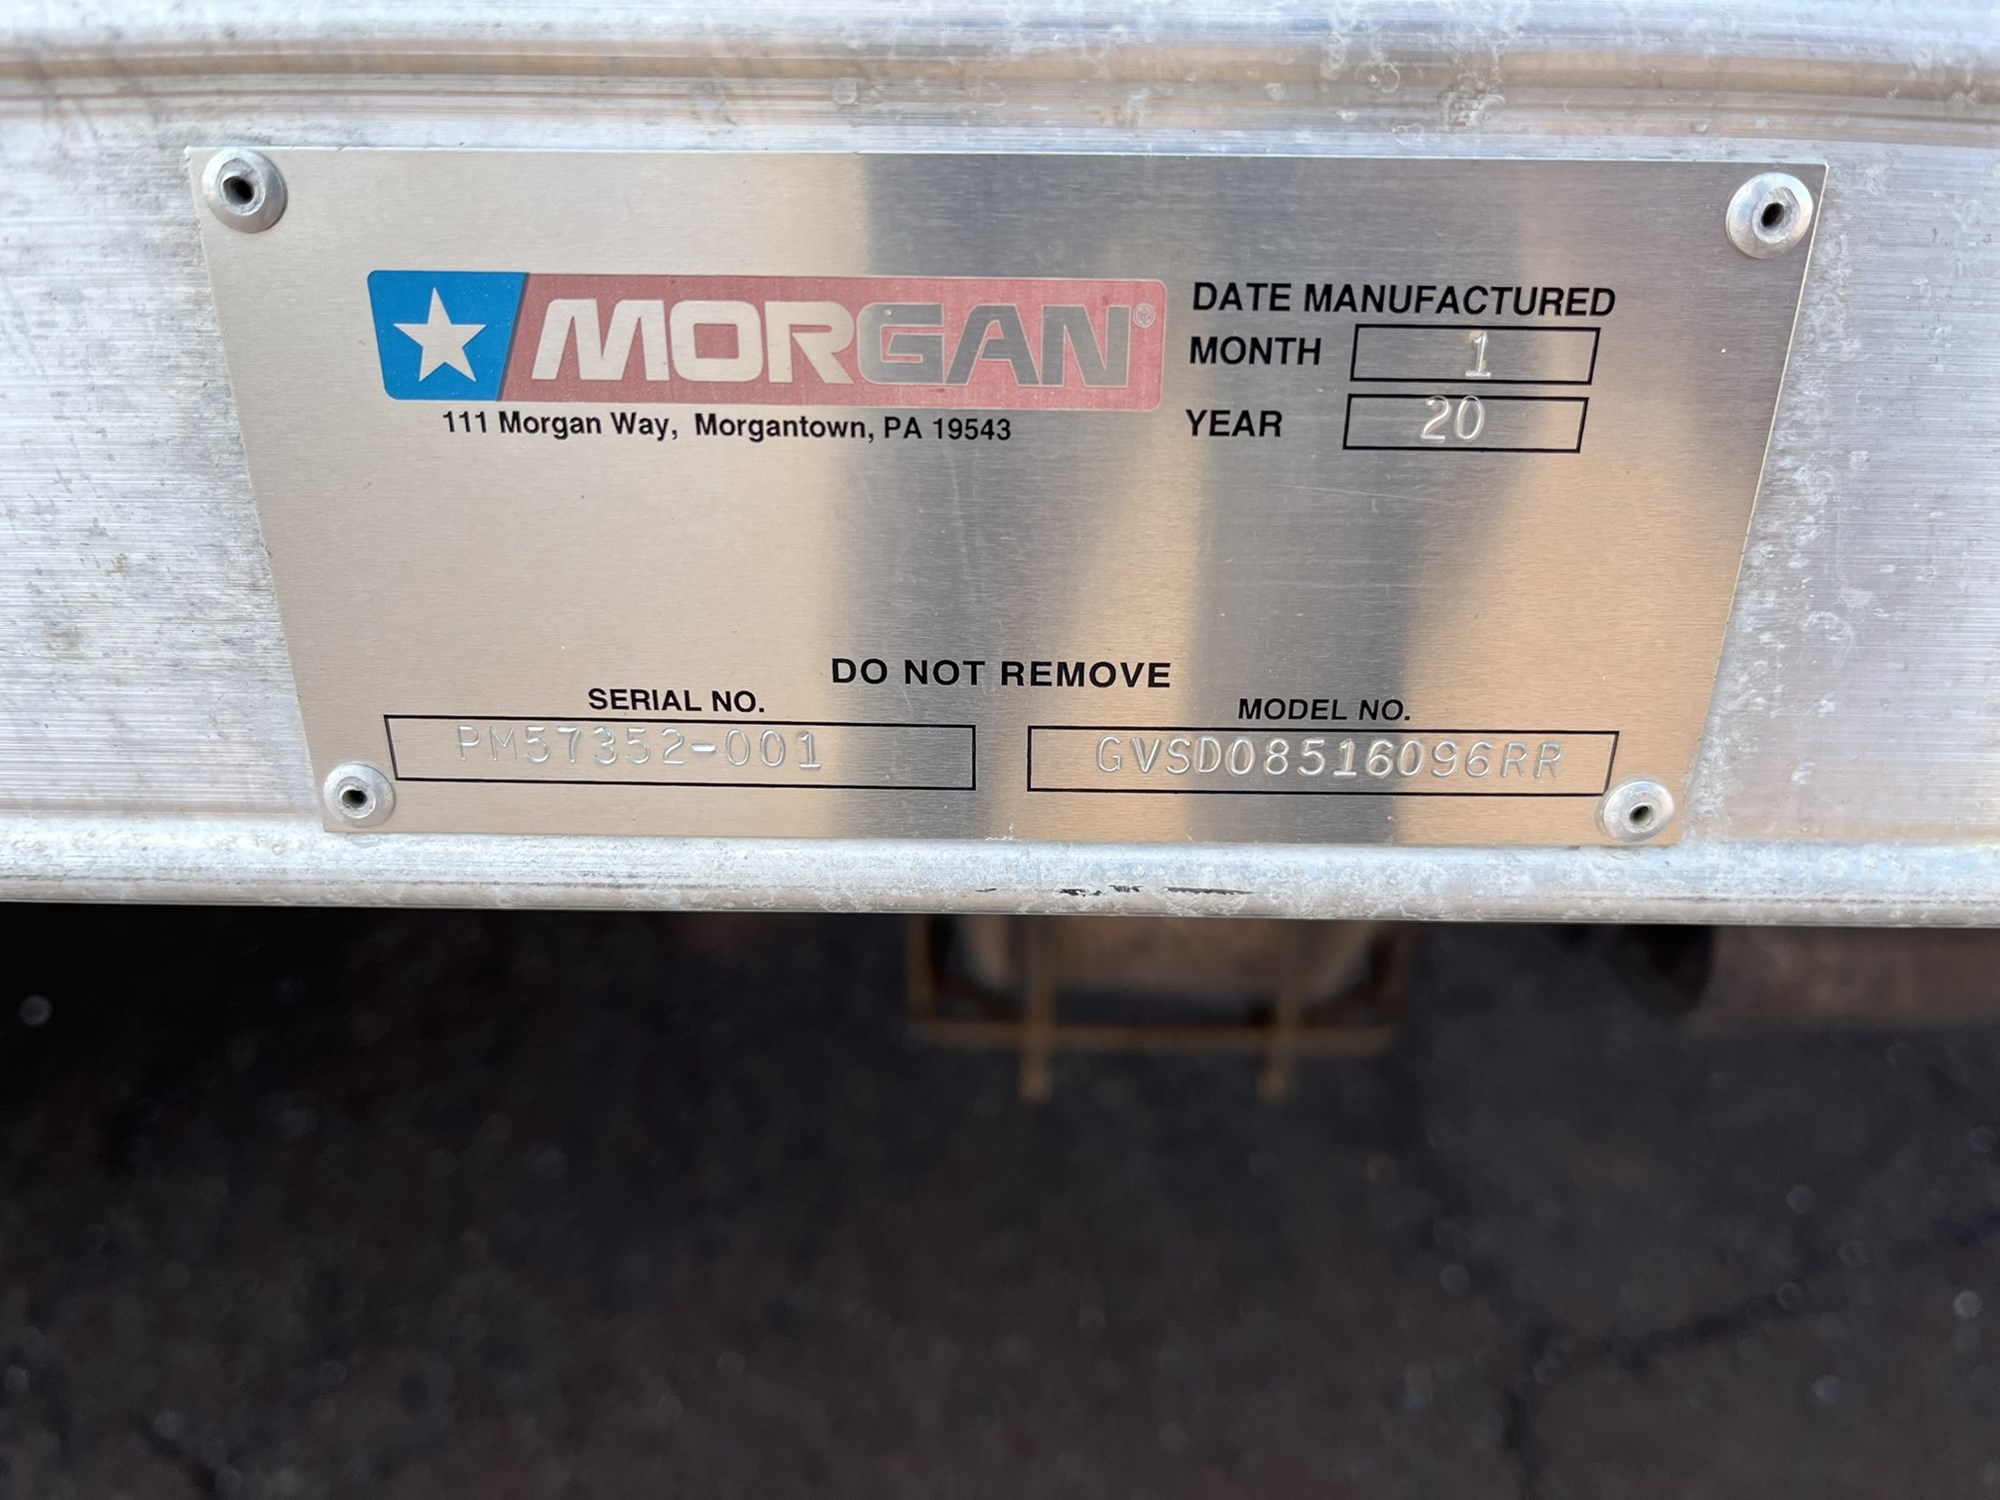 MORGAN®
111 Morgan Way, Morgantown, PA 19543
DATE MANUFACTURED
MONTH 1
YEAR 20
DO NOT REMOVE
SERIAL NO.
PM57352-001
MODEL NO.
GVSD08516096RR